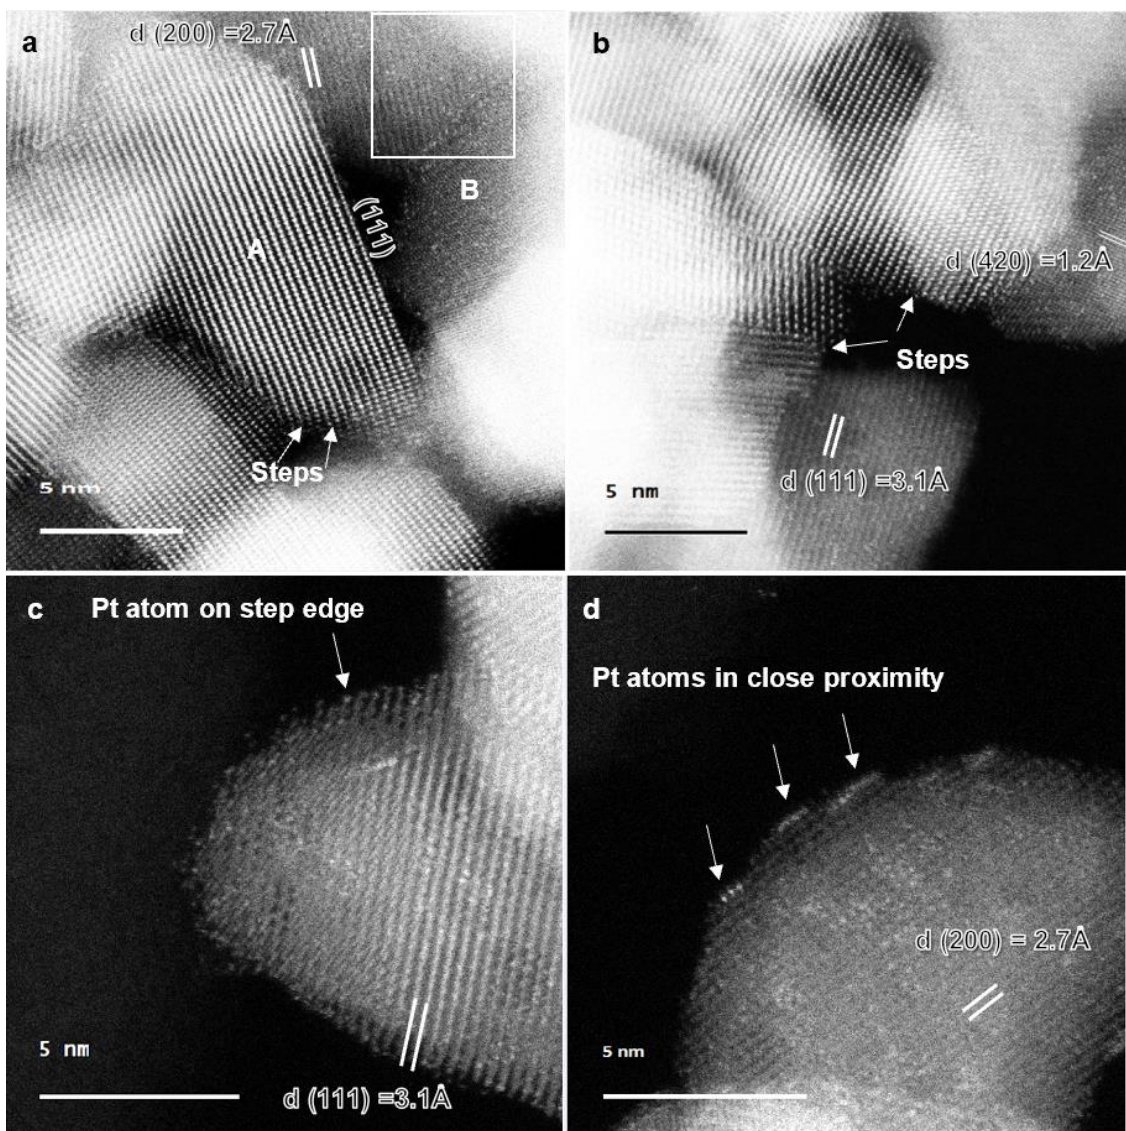 a
d (200) =2.7Å
B
(111)
A
Steps
5 nm
b
d (420) =1.2Å
Steps
d (111) =3.1Å
5 nm
c
Pt atom on step edge
5 nm
d (111) =3.1Å
d
Pt atoms in close proximity
d (200) = 2.7Å
5 nm